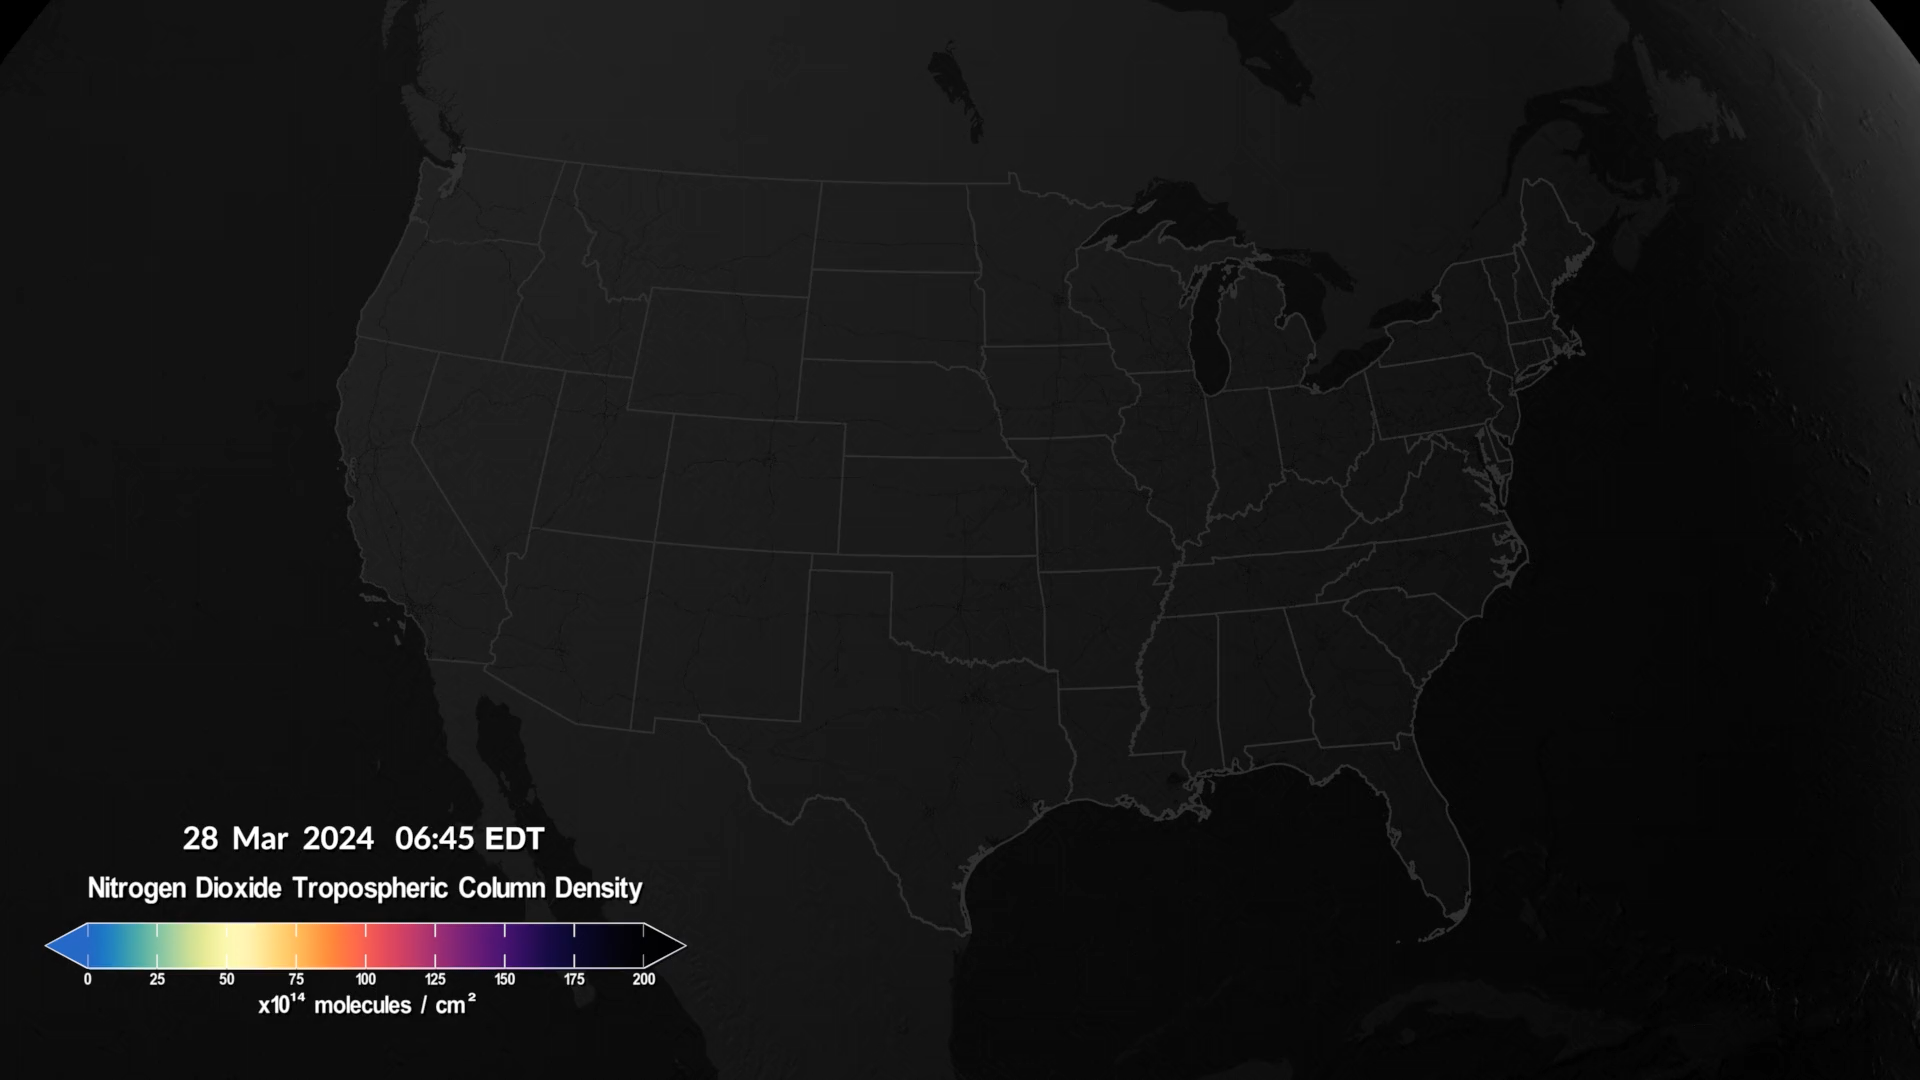 28 Mar 2024 06:45 EDT
Nitrogen Dioxide Tropospheric Column Density
0 25 50 75 100 125 150 175 200
x10¹⁴ molecules / cm²